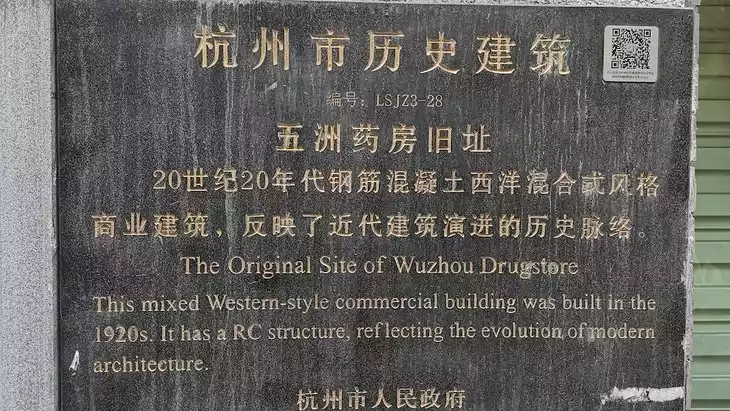 杭州市历史建筑
编号：LSJZ3-28
五洲药房旧址
20世纪20年代钢筋混凝土西洋混合式风格
商业建筑，反映了近代建筑演进的历史脉络。
The Original Site of Wuzhou Drugstore
This mixed Western-style commercial building was built in the
1920s. It has a RC structure, reflecting the evolution of modern
architecture.
杭州市人民政府